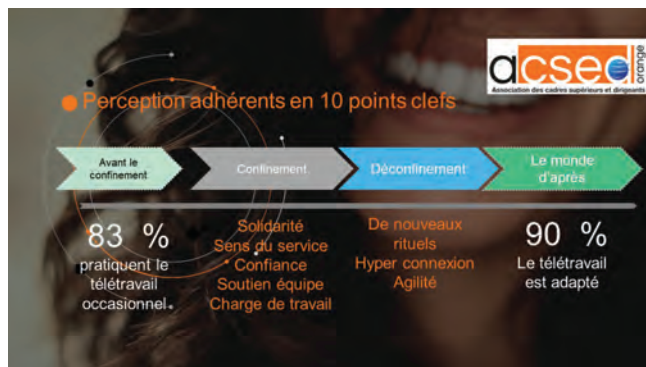 acsed
orange
Association des cadres supérieurs et dirigeants
Perception adhérents en 10 points clefs
Avant le
confinement
Confinement
Déconfinement
Le monde
d'après
83 %
pratiquent le
télétravail
occasionnel.
Solidarité
Sens du service
Confiance
Soutien équipe
Charge de travail
De nouveaux
rituels
Hyper connexion
Agilité
90 %
Le télétravail
est adapté